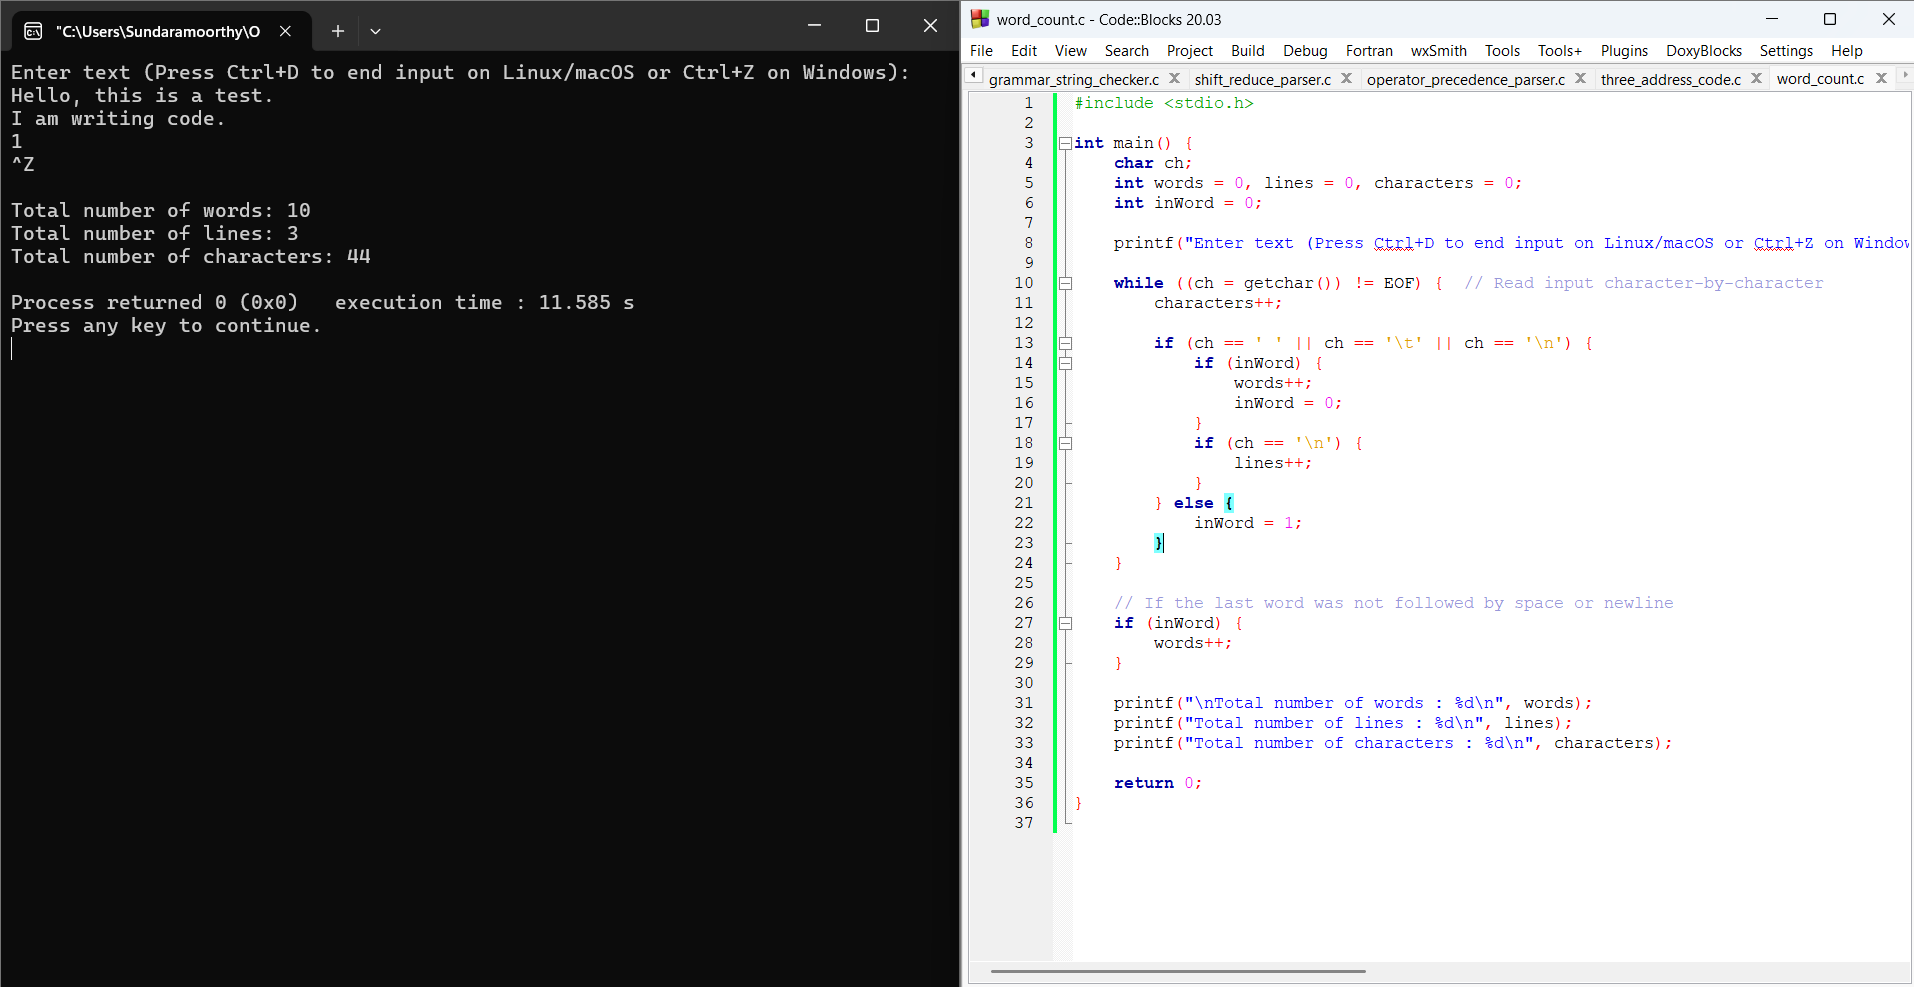 "C:\Users\Sundaramoorthy\O
Enter text (Press Ctrl+D to end input on Linux/macOS or Ctrl+Z on Windows):
Hello, this is a test.
I am writing code.
1
^Z
Total number of words: 10
Total number of lines: 3
Total number of characters: 44
Process returned 0 (0x0)   execution time : 11.585 s
Press any key to continue.
word_count.c - Code::Blocks 20.03
File Edit View Search Project Build Debug Fortran wxSmith Tools Tools+ Plugins DoxyBlocks Settings Help
grammar_string_checker.c shift_reduce_parser.c operator_precedence_parser.c three_address_code.c word_count.c
1 #include <stdio.h>
2
3 int main() {
4     char ch;
5     int words = 0, lines = 0, characters = 0;
6     int inWord = 0;
7
8     printf("Enter text (Press Ctrl+D to end input on Linux/macOS or Ctrl+Z on Window
9
10     while ((ch = getchar()) != EOF) {  // Read input character-by-character
11         characters++;
12
13         if (ch == ' ' || ch == '\t' || ch == '\n') {
14             if (inWord) {
15                 words++;
16                 inWord = 0;
17             }
18             if (ch == '\n') {
19                 lines++;
20             }
21         } else {
22             inWord = 1;
23         }
24     }
25
26     // If the last word was not followed by space or newline
27     if (inWord) {
28         words++;
29     }
30
31     printf("\nTotal number of words : %d\n", words);
32     printf("Total number of lines : %d\n", lines);
33     printf("Total number of characters : %d\n", characters);
34
35     return 0;
36 }
37